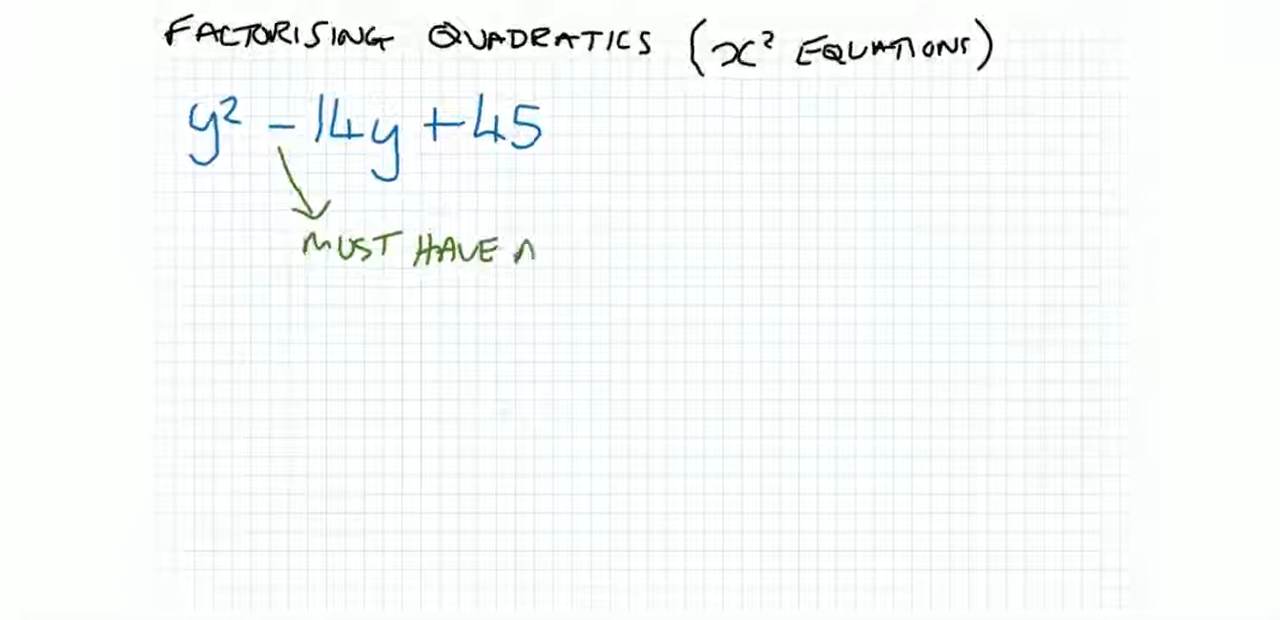 FACTORISING QUADRATICS (x² EQUATIONS)
y² - 14y + 45
MUST HAVE A